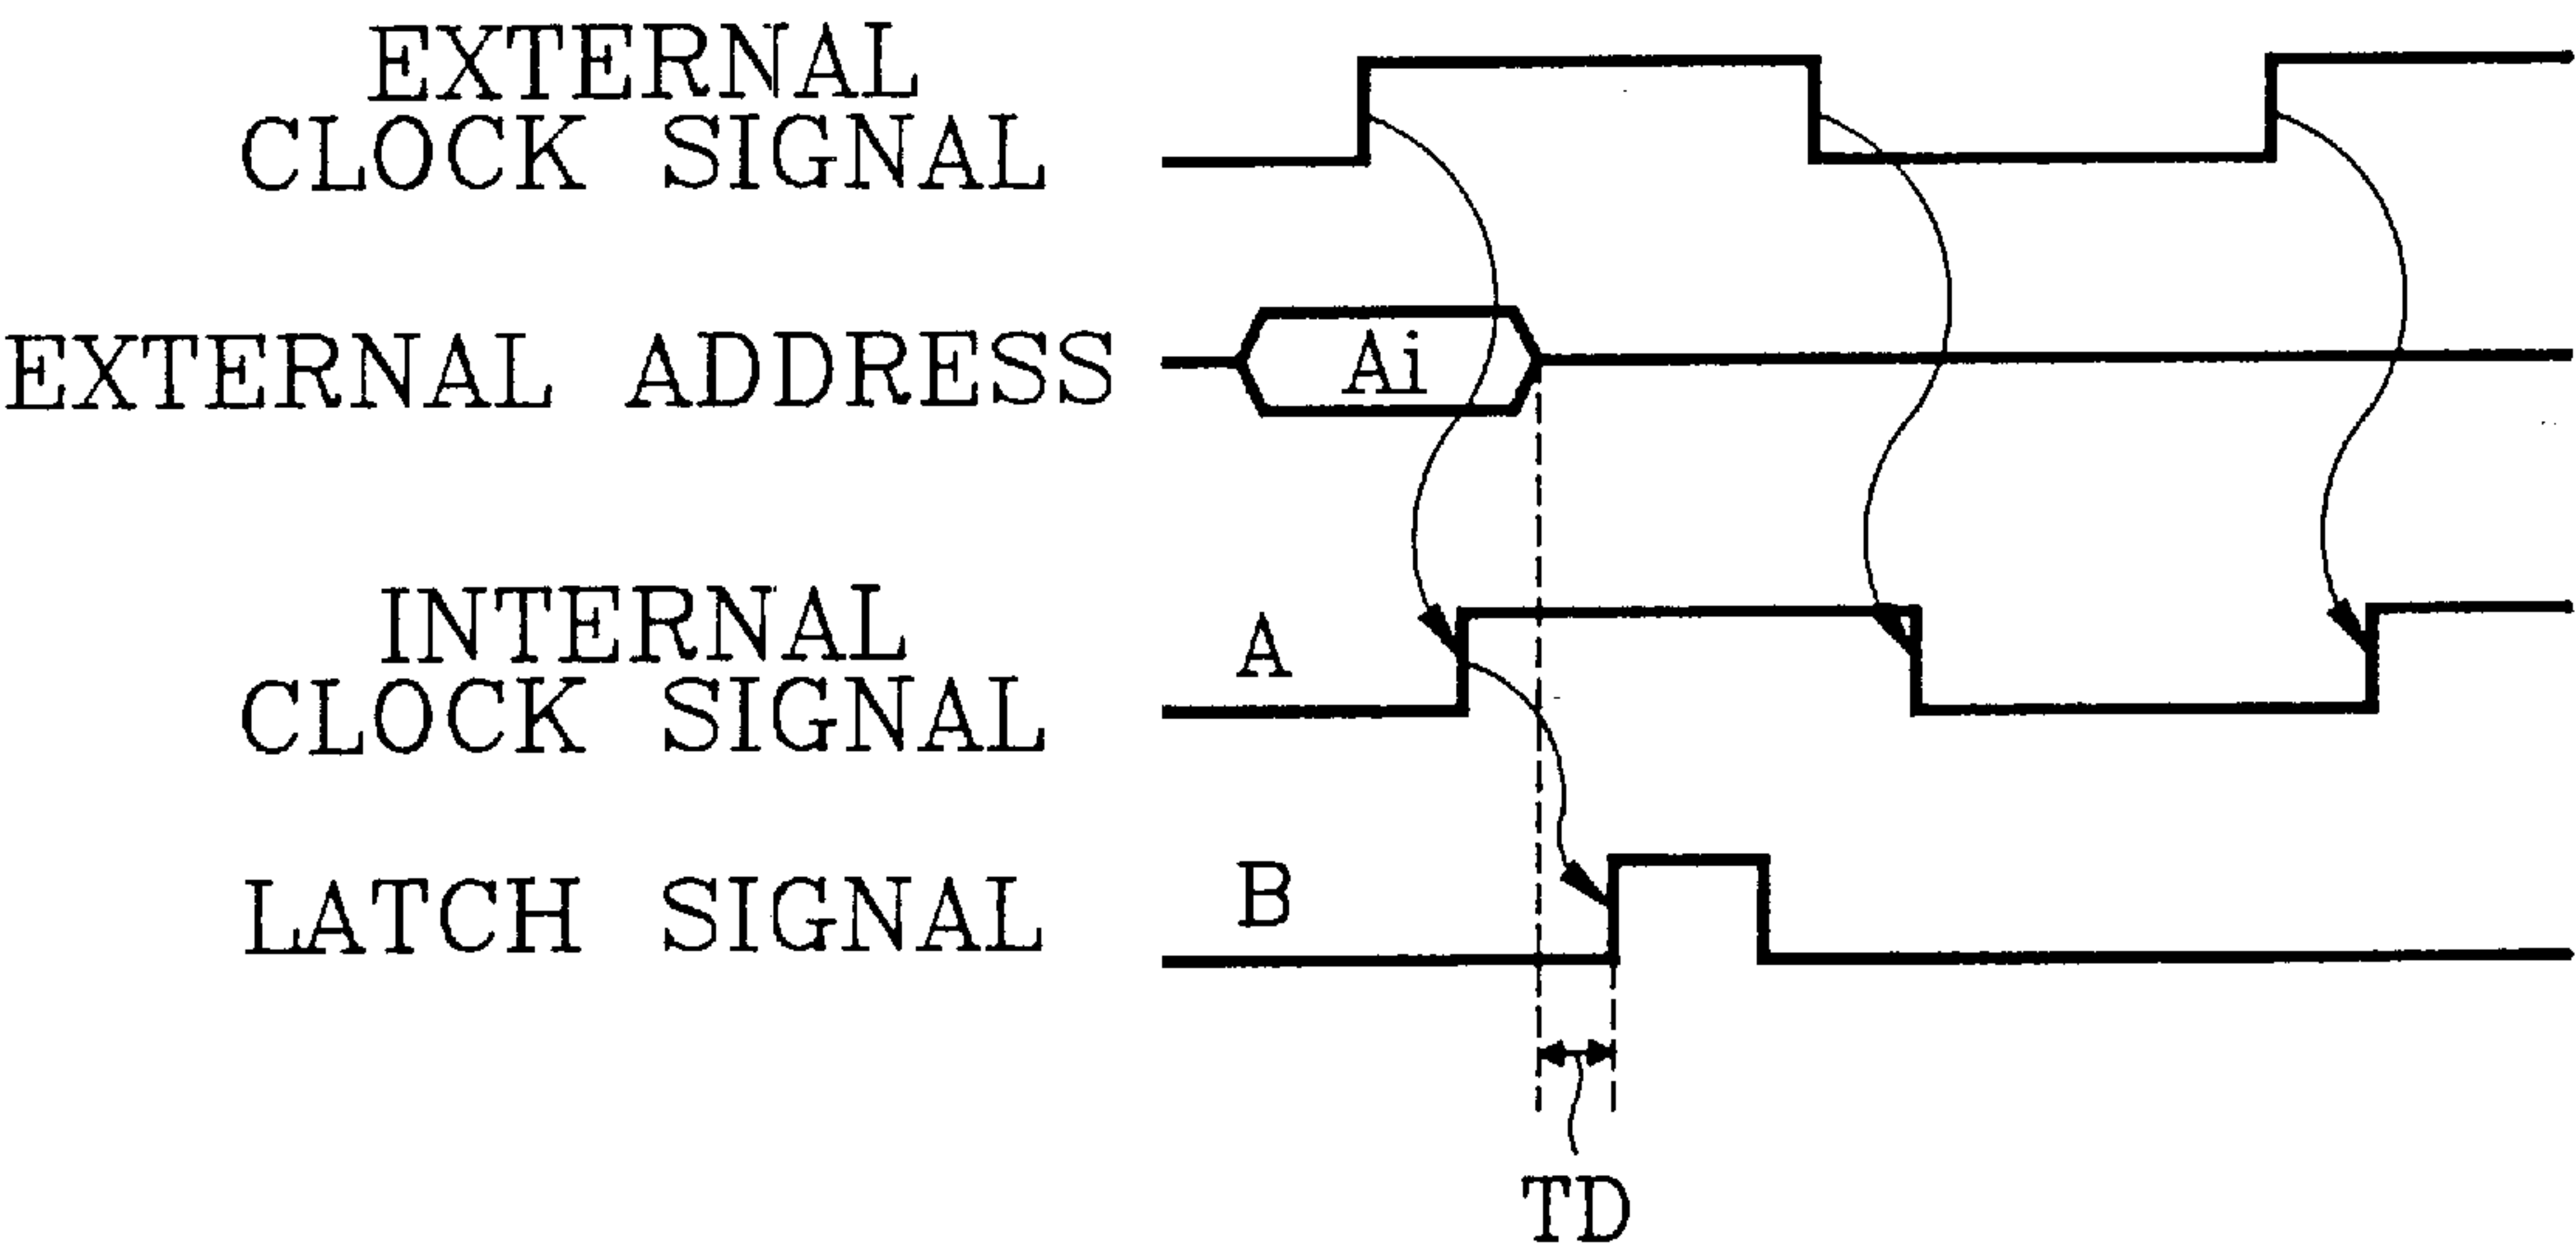 EXTERNAL
CLOCK SIGNAL
EXTERNAL ADDRESS
Ai
INTERNAL
CLOCK SIGNAL
A
LATCH SIGNAL
B
TD